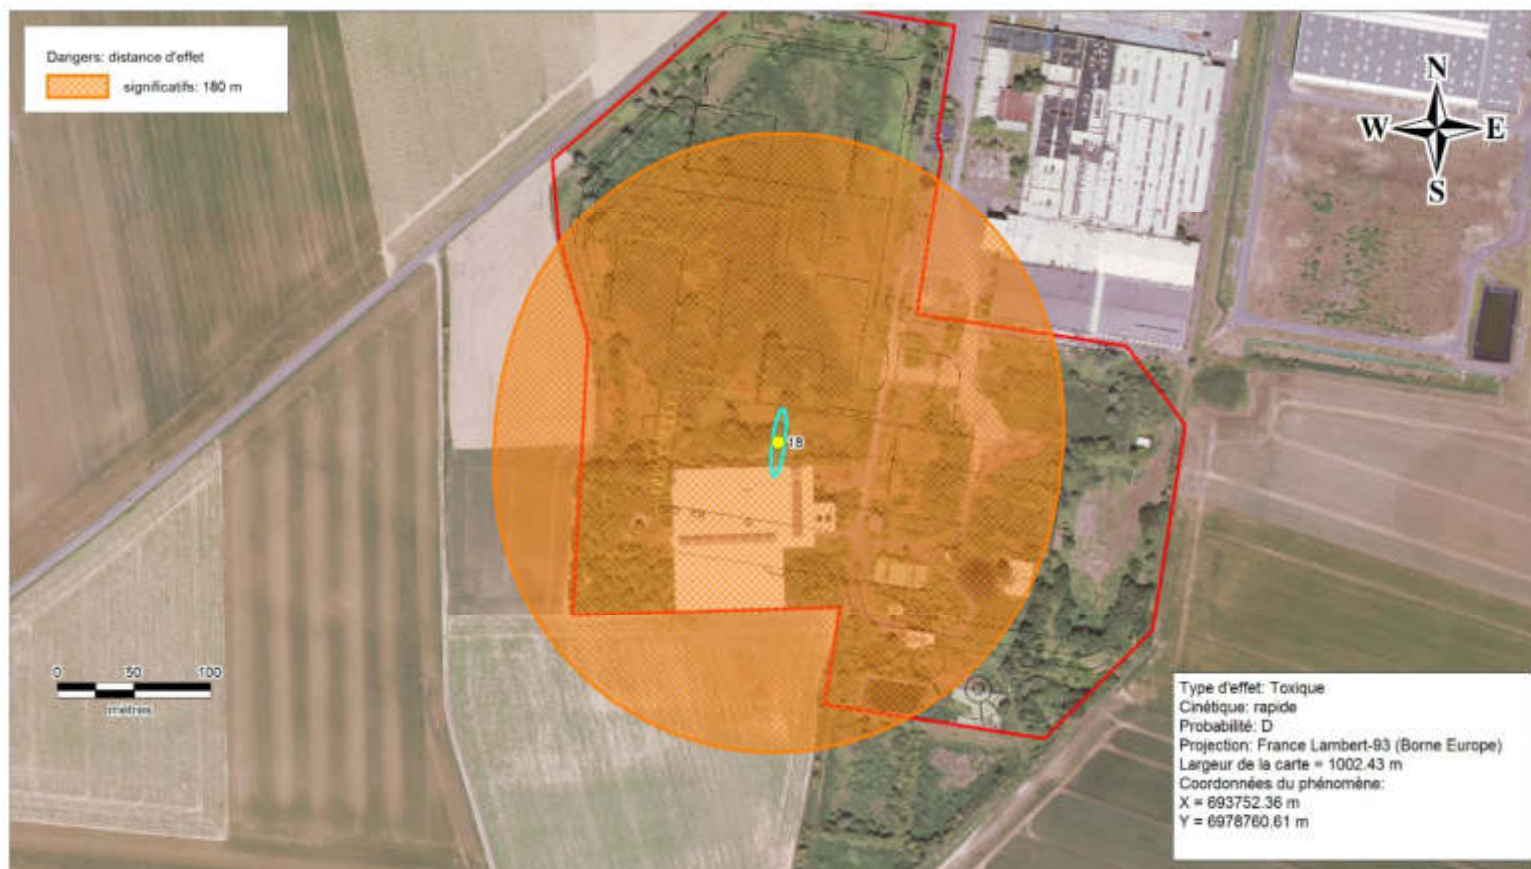 Dangers: distance d'effet
significatifs: 180 m
N
W E
S
18
0 50 100
mètres
Type d'effet: Toxique
Cinétique: rapide
Probabilité: D
Projection: France Lambert-93 (Borne Europe)
Largeur de la carte = 1002.43 m
Coordonnées du phénomène:
X = 693752.36 m
Y = 6978760.61 m